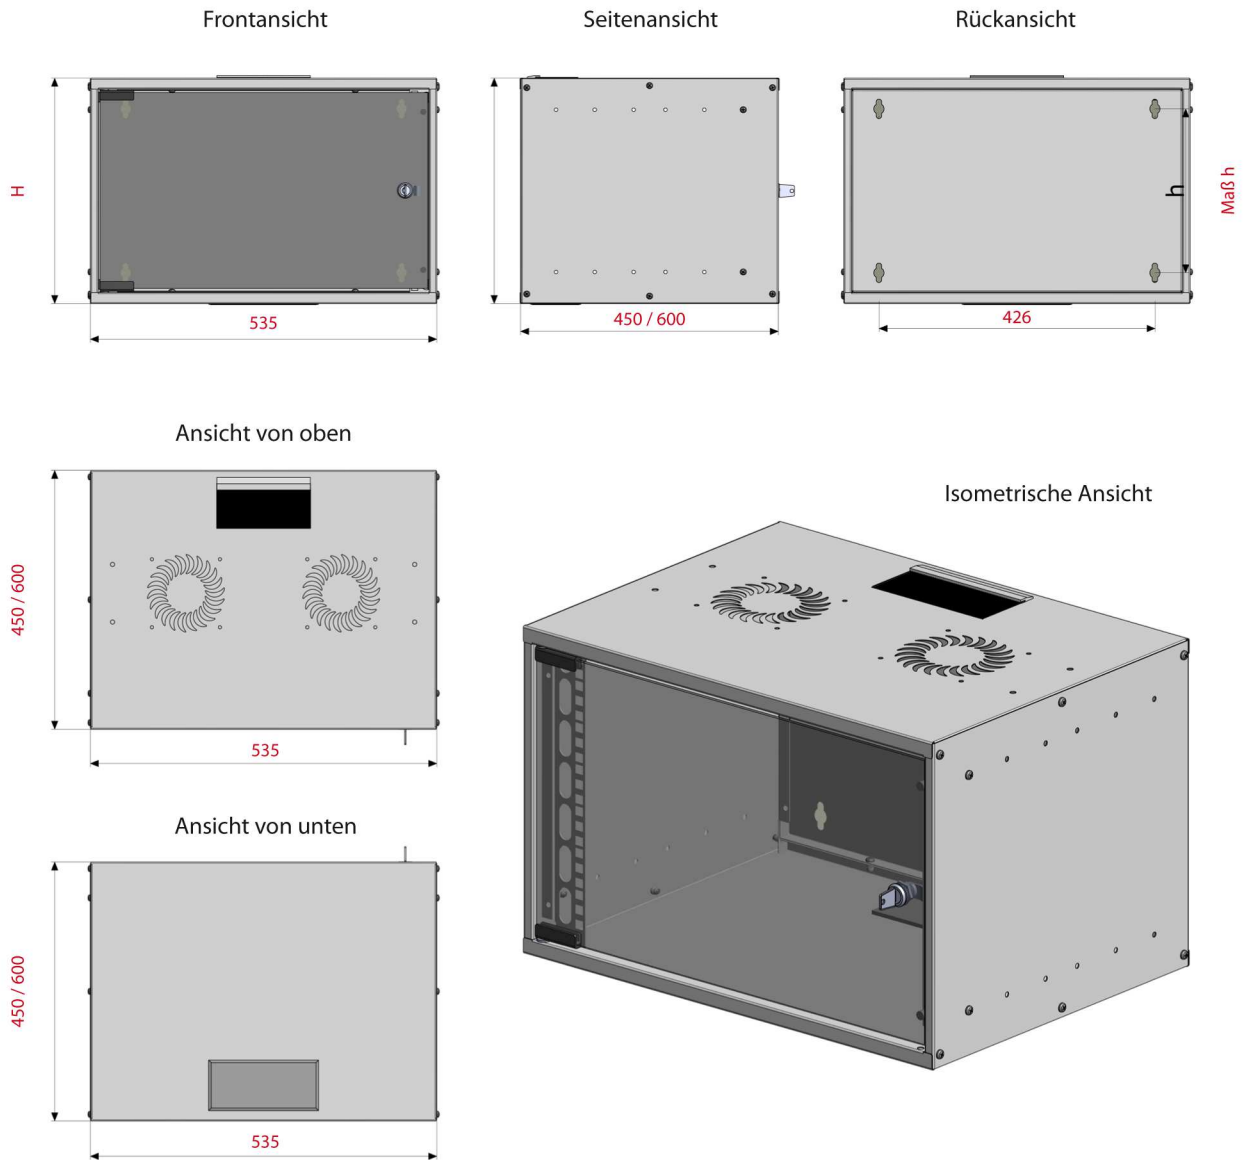 Frontansicht
Seitenansicht
Rückansicht
H
h
Maß h
535
450 / 600
426
Ansicht von oben
Isometrische Ansicht
450 / 600
535
Ansicht von unten
450 / 600
535